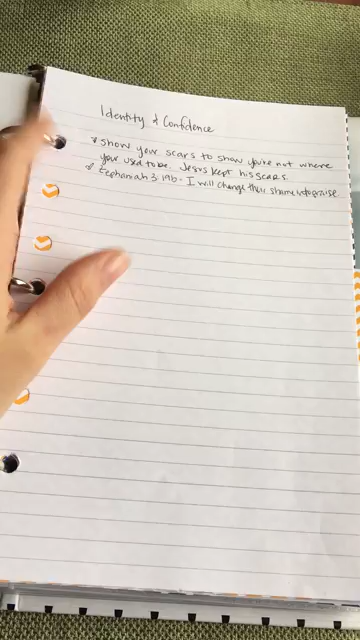 Identity & Confidence
* Show your scars to show you're not where
your used to be. Jesus kept his scars.
* Zephaniah 3:19b - I will change their shame into praise